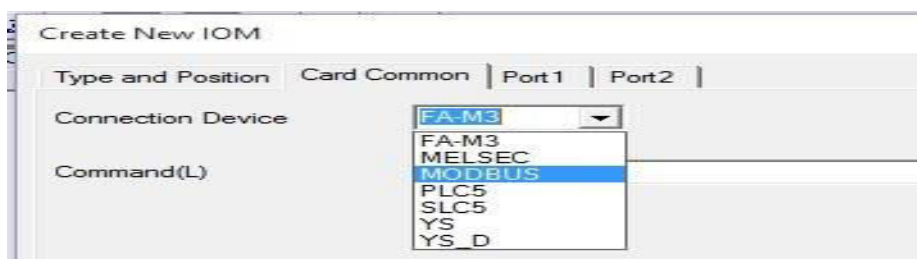 Create New IOM
Type and Position Card Common Port1 Port2
Connection Device FA-M3
FA-M3
MELSEC
Command(L) MODBUS
PLC5
SLC5
YS
YS_D